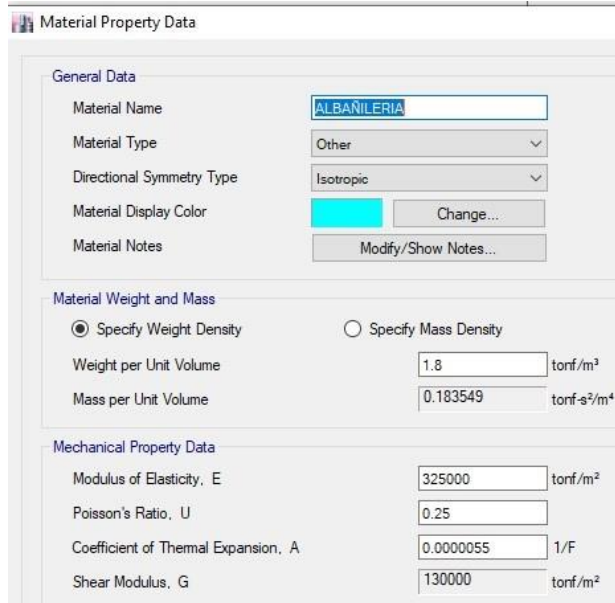 Material Property Data
General Data
Material Name ALBAÑILERIA
Material Type Other
Directional Symmetry Type Isotropic
Material Display Color Change...
Material Notes Modify/Show Notes...
Material Weight and Mass
Specify Weight Density Specify Mass Density
Weight per Unit Volume 1.8 tonf/m³
Mass per Unit Volume 0.183549 tonf-s²/m⁴
Mechanical Property Data
Modulus of Elasticity, E 325000 tonf/m²
Poisson's Ratio, U 0.25
Coefficient of Thermal Expansion, A 0.0000055 1/F
Shear Modulus, G 130000 tonf/m²